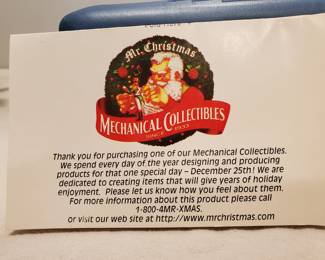 Mr. Christmas
MECHANICAL COLLECTIBLES
SINCE 1933
Thank you for purchasing one of our Mechanical Collectibles.
We spend every day of the year designing and producing
products for that one special day – December 25th! We are
dedicated to creating items that will give years of holiday
enjoyment. Please let us know how you feel about them.
For more information about this product please call
1-800-4MR-XMAS.
or visit our web site at http://www.mrchristmas.com